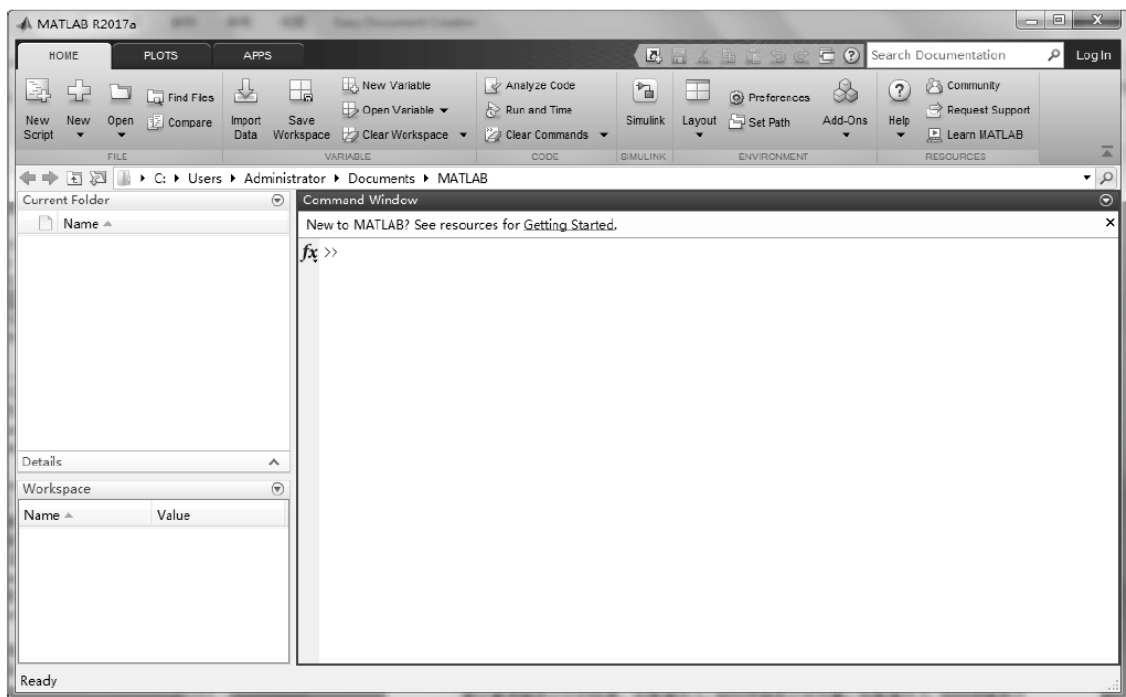 MATLAB R2017a
HOME PLOTS APPS Search Documentation Log In
New Script New Open Find Files Compare Import Data Save Workspace New Variable Open Variable Clear Workspace Analyze Code Run and Time Clear Commands Simulink Layout Preferences Set Path Add-Ons Help Community Request Support Learn MATLAB
FILE VARIABLE CODE SIMULINK ENVIRONMENT RESOURCES
C: Users Administrator Documents MATLAB
Current Folder
Name
Command Window
New to MATLAB? See resources for Getting Started.
fx >>
Details
Workspace
Name Value
Ready